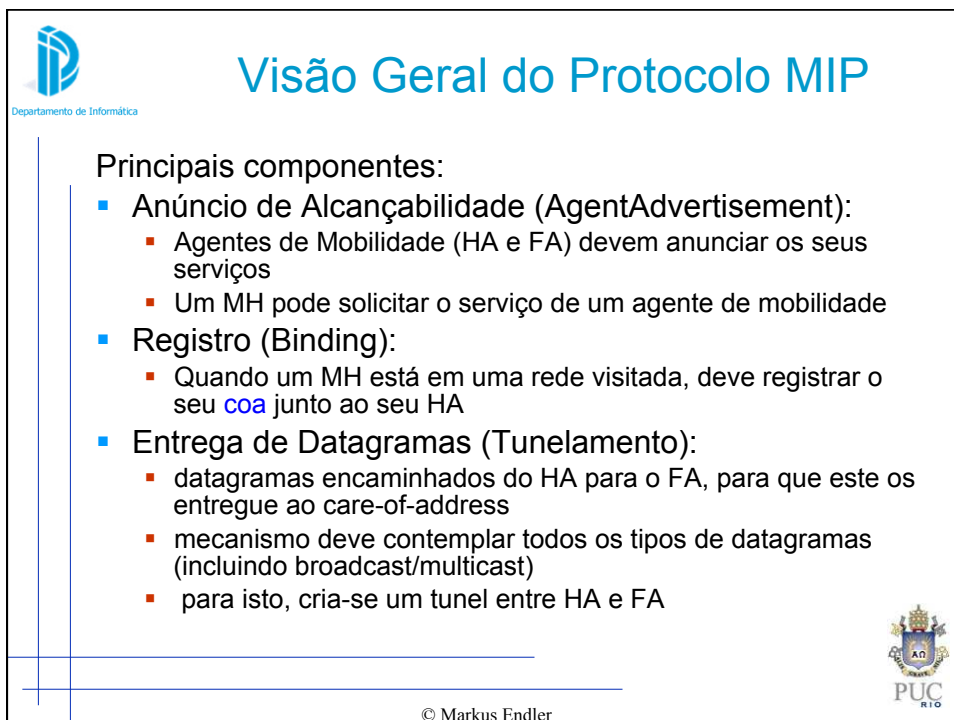 Departamento de Informática
Visão Geral do Protocolo MIP
Principais componentes:
Anúncio de Alcançabilidade (AgentAdvertisement):
Agentes de Mobilidade (HA e FA) devem anunciar os seus
serviços
Um MH pode solicitar o serviço de um agente de mobilidade
Registro (Binding):
Quando um MH está em uma rede visitada, deve registrar o
seu coa junto ao seu HA
Entrega de Datagramas (Tunelamento):
datagramas encaminhados do HA para o FA, para que este os
entregue ao care-of-address
mecanismo deve contemplar todos os tipos de datagramas
(incluindo broadcast/multicast)
para isto, cria-se um tunel entre HA e FA
PUC
RIO
© Markus Endler